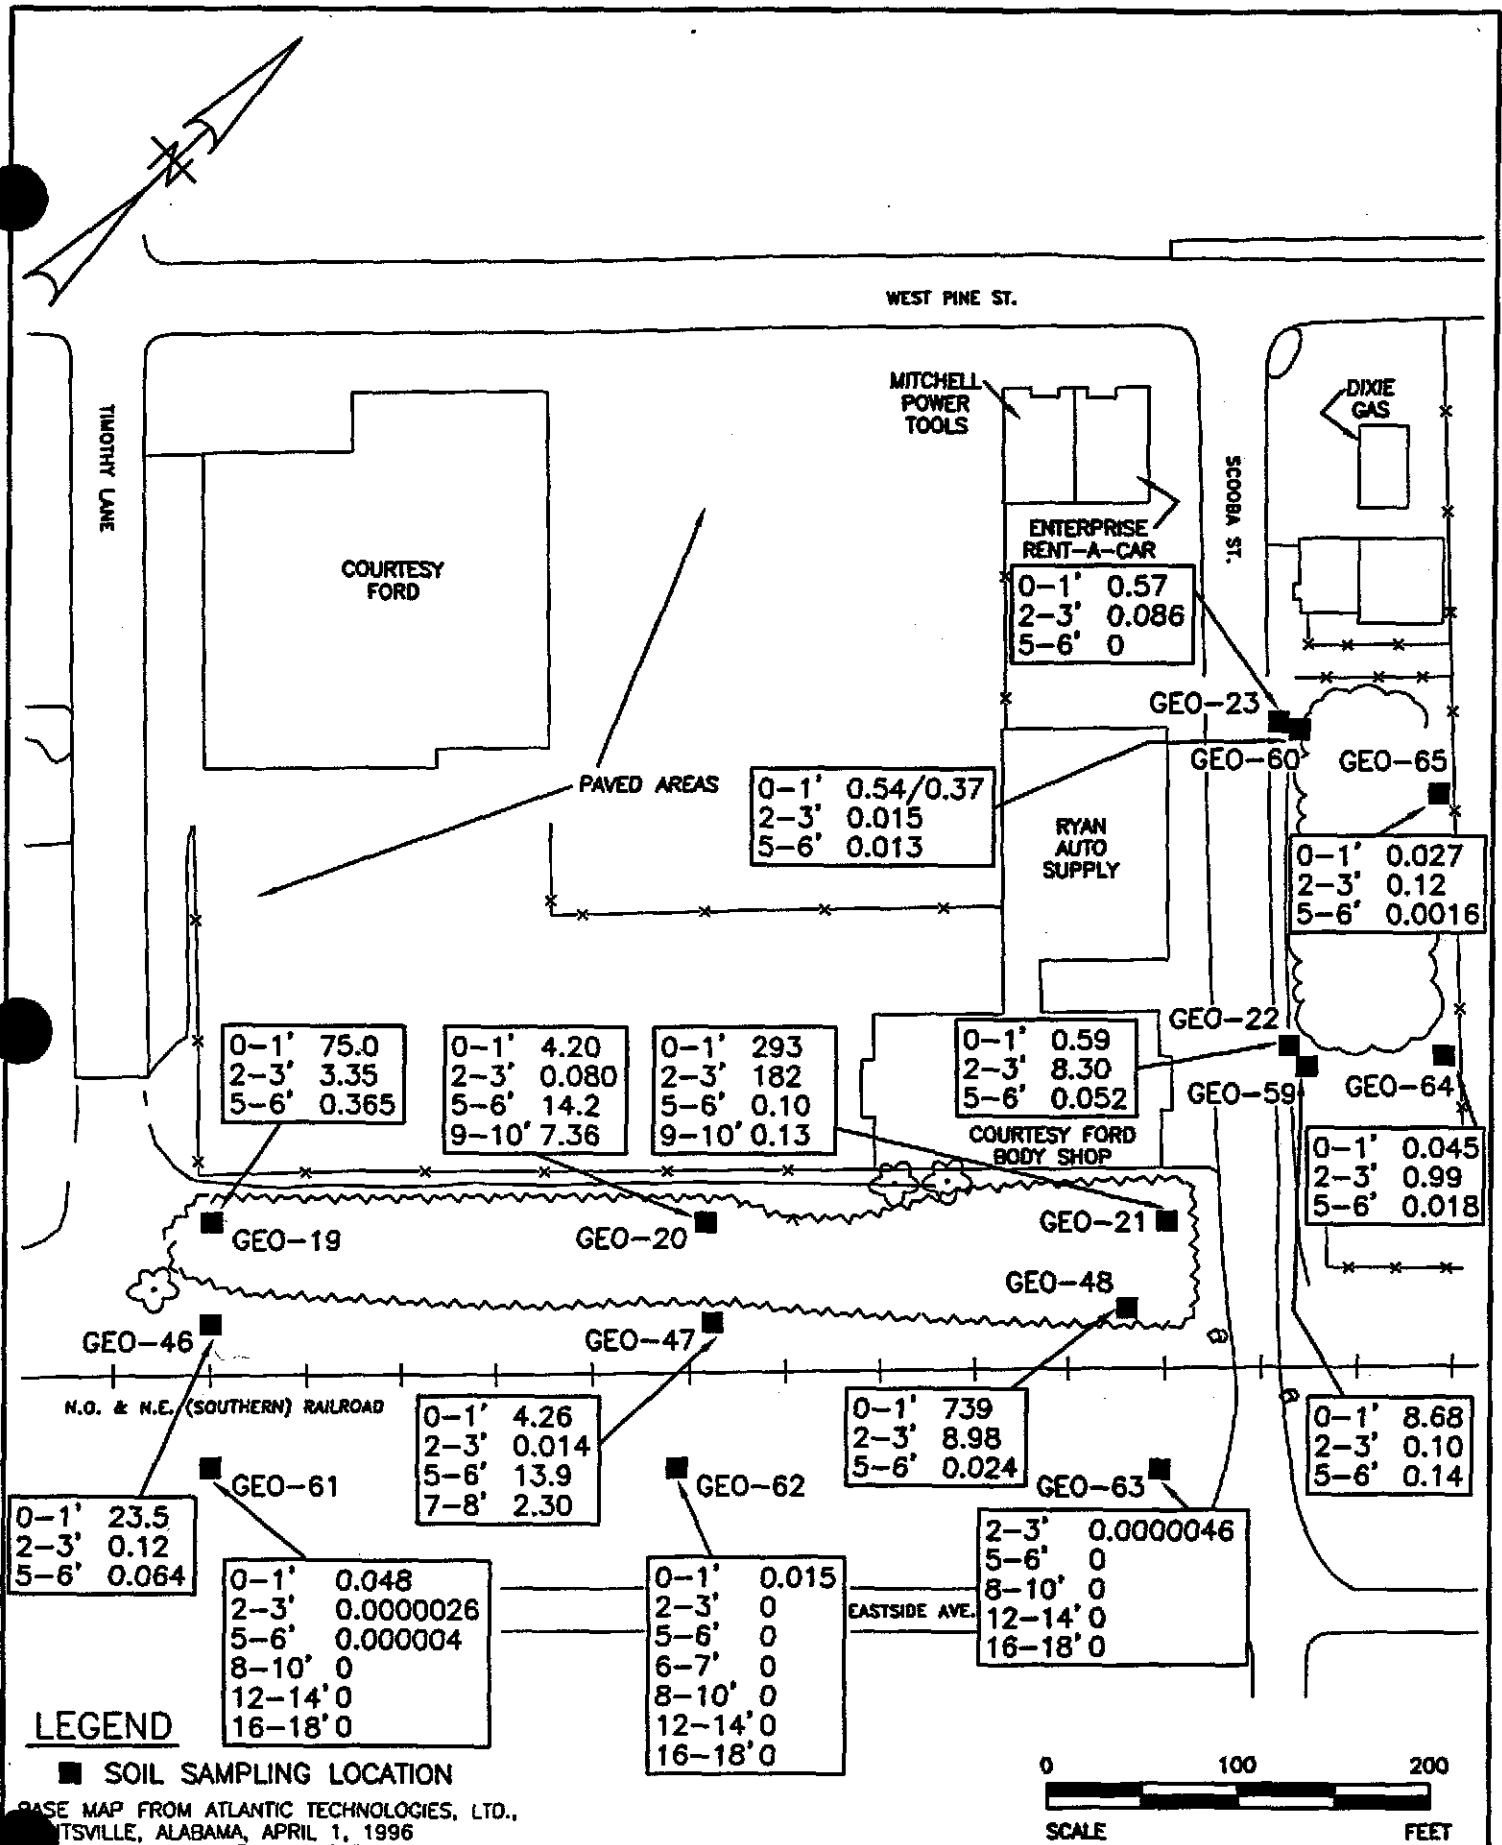 N
WEST PINE ST.
MITCHELL
POWER
TOOLS
DIXIE
GAS
TIMOTHY LANE
SCOOBA ST.
ENTERPRISE
RENT-A-CAR
COURTESY
FORD
0-1' 0.57
2-3' 0.086
5-6' 0
GEO-23
GEO-60
GEO-65
PAVED AREAS
0-1' 0.54/0.37
2-3' 0.015
5-6' 0.013
RYAN
AUTO
SUPPLY
0-1' 0.027
2-3' 0.12
5-6' 0.0016
GEO-22
0-1' 75.0
2-3' 3.35
5-6' 0.365
0-1' 4.20
2-3' 0.080
5-6' 14.2
9-10' 7.36
0-1' 293
2-3' 182
5-6' 0.10
9-10' 0.13
0-1' 0.59
2-3' 8.30
5-6' 0.052
GEO-59
GEO-64
COURTESY FORD
BODY SHOP
0-1' 0.045
2-3' 0.99
5-6' 0.018
GEO-19
GEO-20
GEO-21
GEO-48
GEO-46
GEO-47
N.O. & N.E. (SOUTHERN) RAILROAD
0-1' 4.26
2-3' 0.014
5-6' 13.9
7-8' 2.30
0-1' 739
2-3' 8.98
5-6' 0.024
0-1' 8.68
2-3' 0.10
5-6' 0.14
GEO-61
GEO-62
GEO-63
0-1' 23.5
2-3' 0.12
5-6' 0.064
0-1' 0.048
2-3' 0.0000026
5-6' 0.000004
8-10' 0
12-14' 0
16-18' 0
0-1' 0.015
2-3' 0
5-6' 0
6-7' 0
8-10' 0
12-14' 0
16-18' 0
EASTSIDE AVE.
2-3' 0.0000046
5-6' 0
8-10' 0
12-14' 0
16-18' 0
LEGEND
SOIL SAMPLING LOCATION
BASE MAP FROM ATLANTIC TECHNOLOGIES, LTD.,
NTSVILLE, ALABAMA, APRIL 1, 1996
0 100 200
SCALE FEET